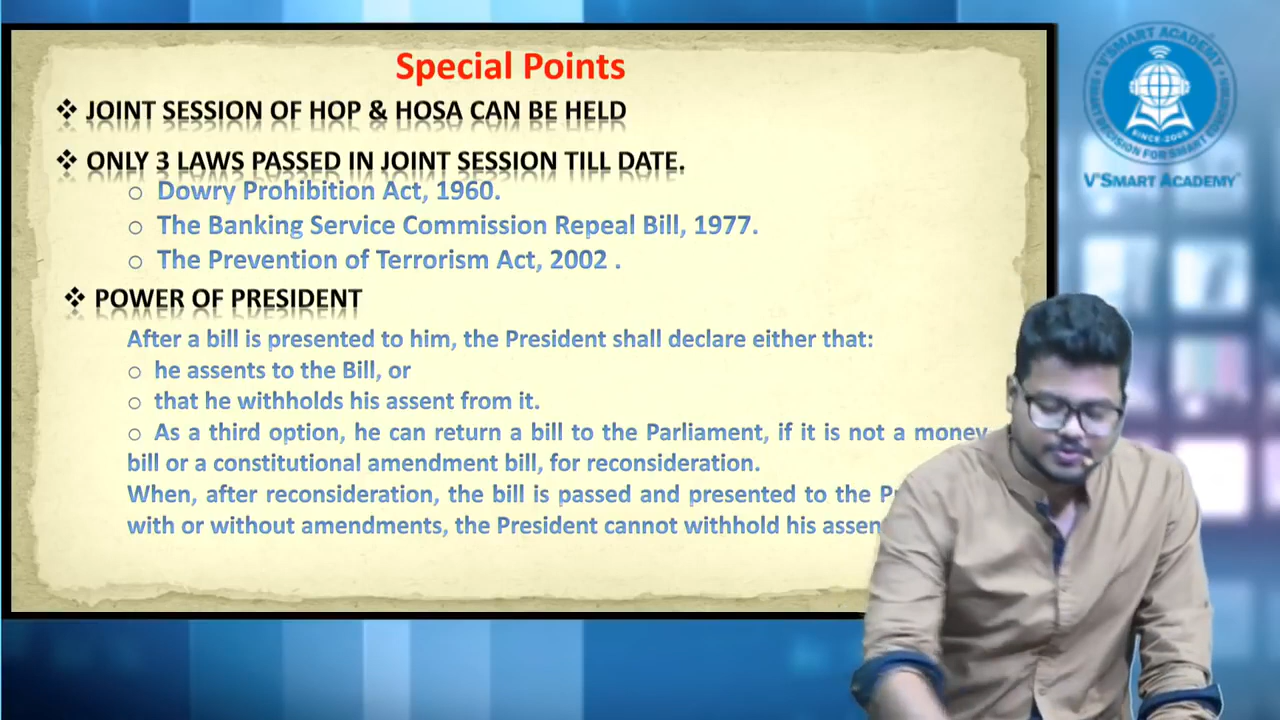 Special Points
❖ JOINT SESSION OF HOP & HOSA CAN BE HELD
❖ ONLY 3 LAWS PASSED IN JOINT SESSION TILL DATE.
○ Dowry Prohibition Act, 1960.
○ The Banking Service Commission Repeal Bill, 1977.
○ The Prevention of Terrorism Act, 2002 .
❖ POWER OF PRESIDENT
After a bill is presented to him, the President shall declare either that:
○ he assents to the Bill, or
○ that he withholds his assent from it.
○ As a third option, he can return a bill to the Parliament, if it is not a money
bill or a constitutional amendment bill, for reconsideration.
When, after reconsideration, the bill is passed and presented to the
with or without amendments, the President cannot withhold his
V'SMART ACADEMY
SINCE-2005
V'SMART ACADEMY